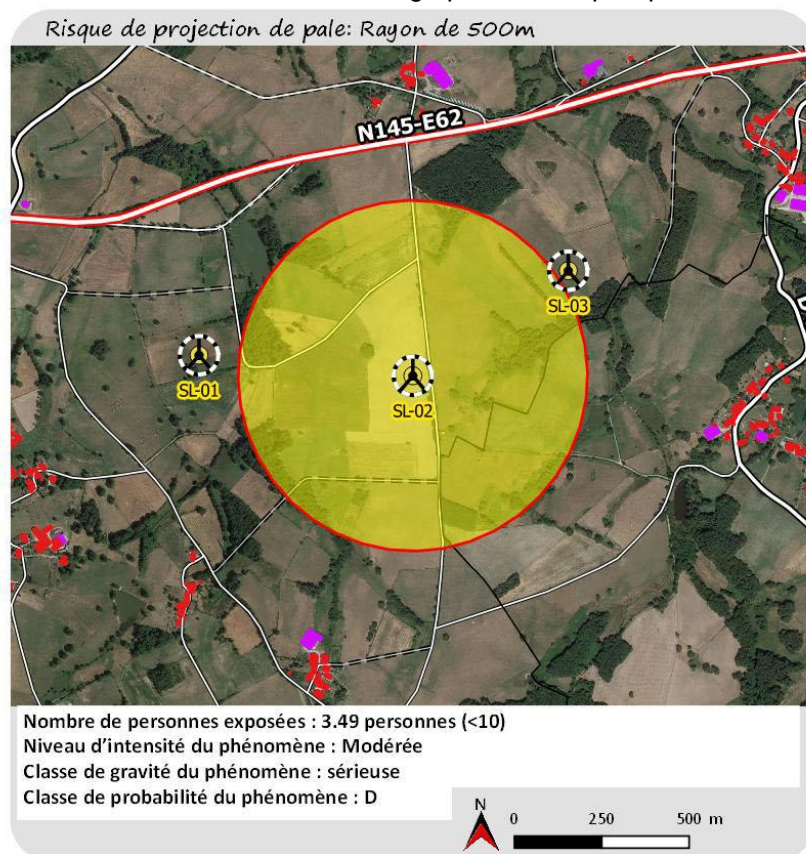 Risque de projection de pale: Rayon de 500m
N145-E62
SL-03
SL-01
SL-02
Nombre de personnes exposées : 3.49 personnes (<10)
Niveau d'intensité du phénomène : Modérée
Classe de gravité du phénomène : sérieuse
Classe de probabilité du phénomène : D
N
0 250 500 m